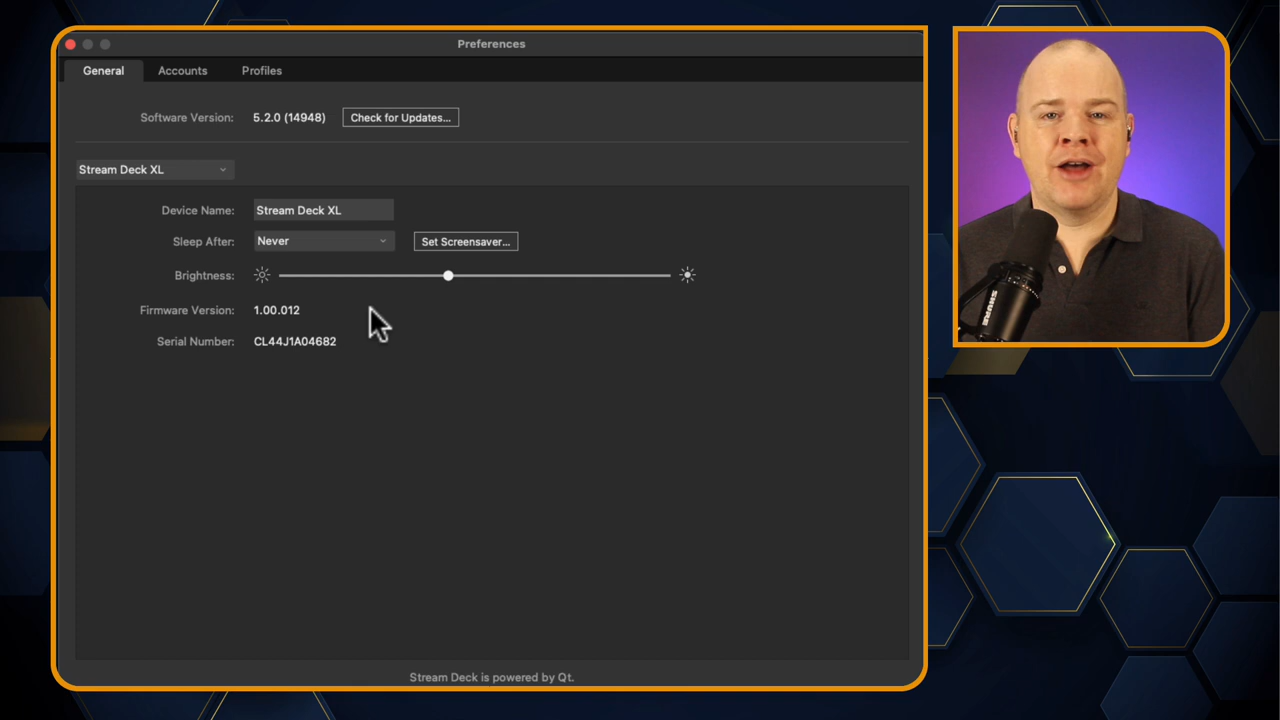 Preferences
General Accounts Profiles
Software Version: 5.2.0 (14948) Check for Updates...
Stream Deck XL
Device Name: Stream Deck XL
Sleep After: Never Set Screensaver...
Brightness:
Firmware Version: 1.00.012
Serial Number: CL44J1A04682
Stream Deck is powered by Qt.
SHURE